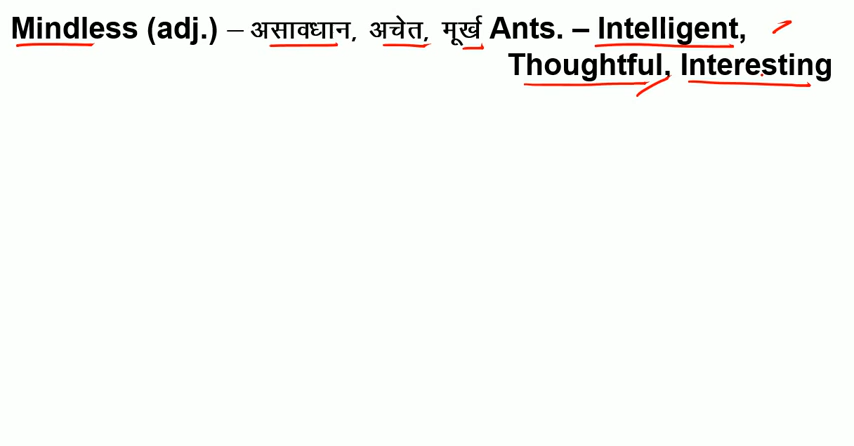 Mindless (adj.) – असावधान, अचेत, मूर्ख Ants. – Intelligent,
Thoughtful, Interesting